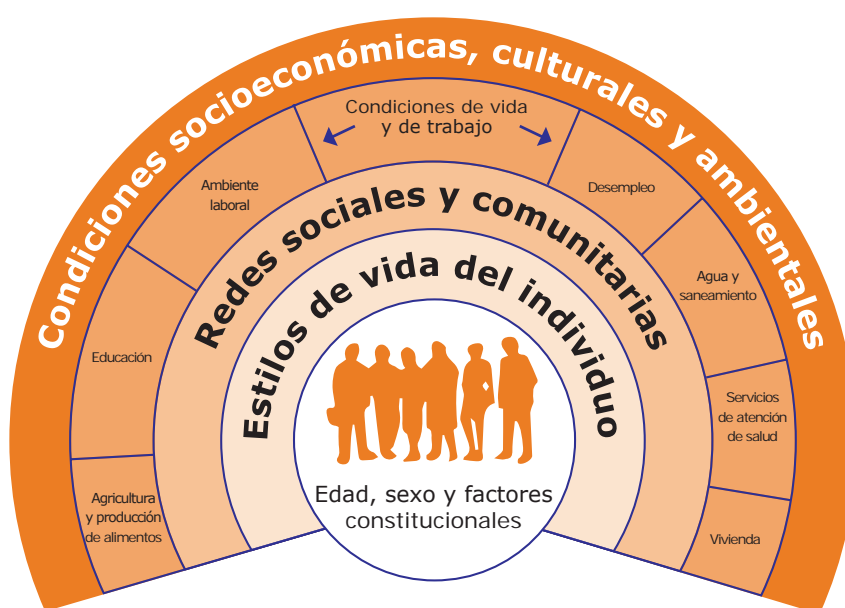 Condiciones socioeconómicas, culturales y ambientales
Condiciones de vida
y de trabajo
Agricultura
y producción
de alimentos
Educación
Ambiente
laboral
Desempleo
Agua y
saneamiento
Servicios
de atención
de salud
Vivienda
Redes sociales y comunitarias
Estilos de vida del individuo
Edad, sexo y factores
constitucionales